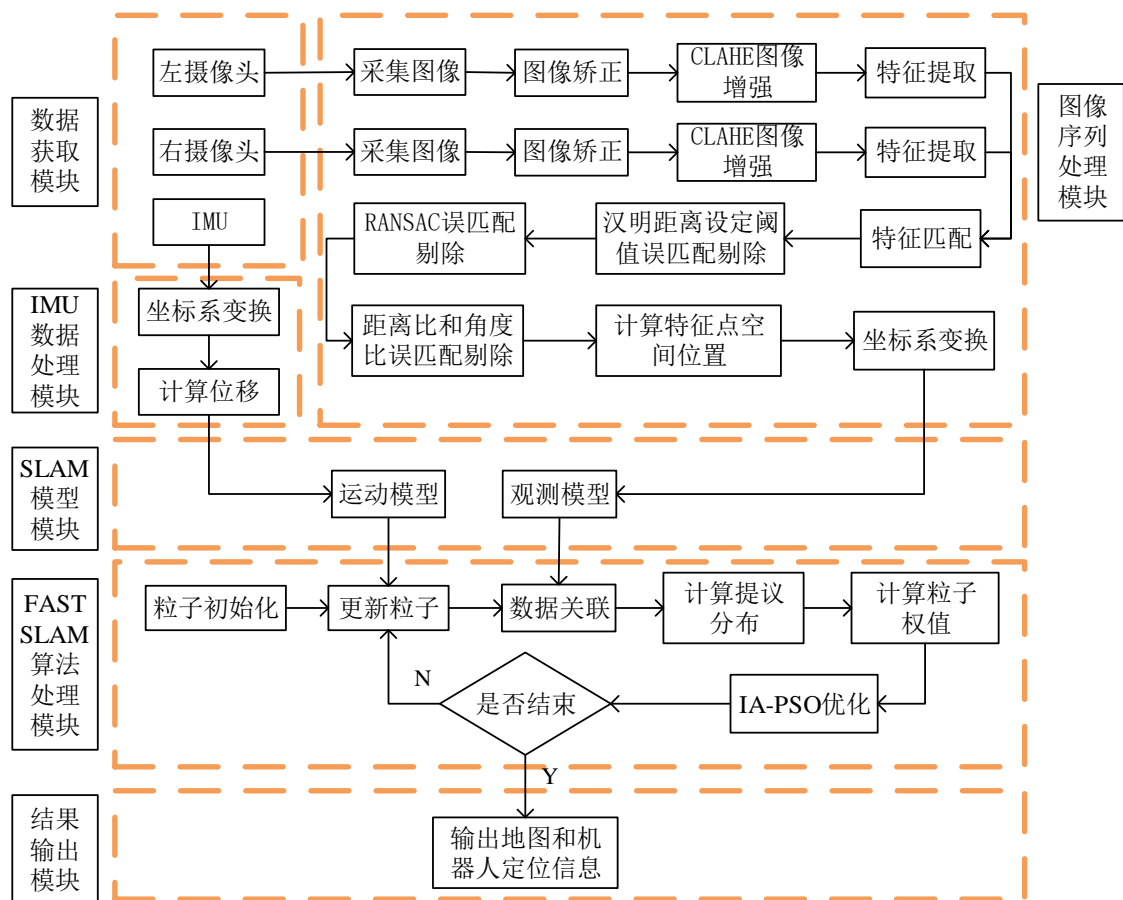 数据
获取
模块
左摄像头
采集图像
图像矫正
CLAHE图像
增强
特征提取
右摄像头
采集图像
图像矫正
CLAHE图像
增强
特征提取
图像
序列
处理
模块
IMU
RANSAC误匹配
剔除
汉明距离设定阈
值误匹配剔除
特征匹配
IMU
数据
处理
模块
坐标系变换
计算位移
距离比和角度
比误匹配剔除
计算特征点空
间位置
坐标系变换
SLAM
模型
模块
运动模型
观测模型
FAST
SLAM
算法
处理
模块
粒子初始化
更新粒子
数据关联
计算提议
分布
计算粒子
权值
N
是否结束
IA-PSO优化
Y
结果
输出
模块
输出地图和机
器人定位信息